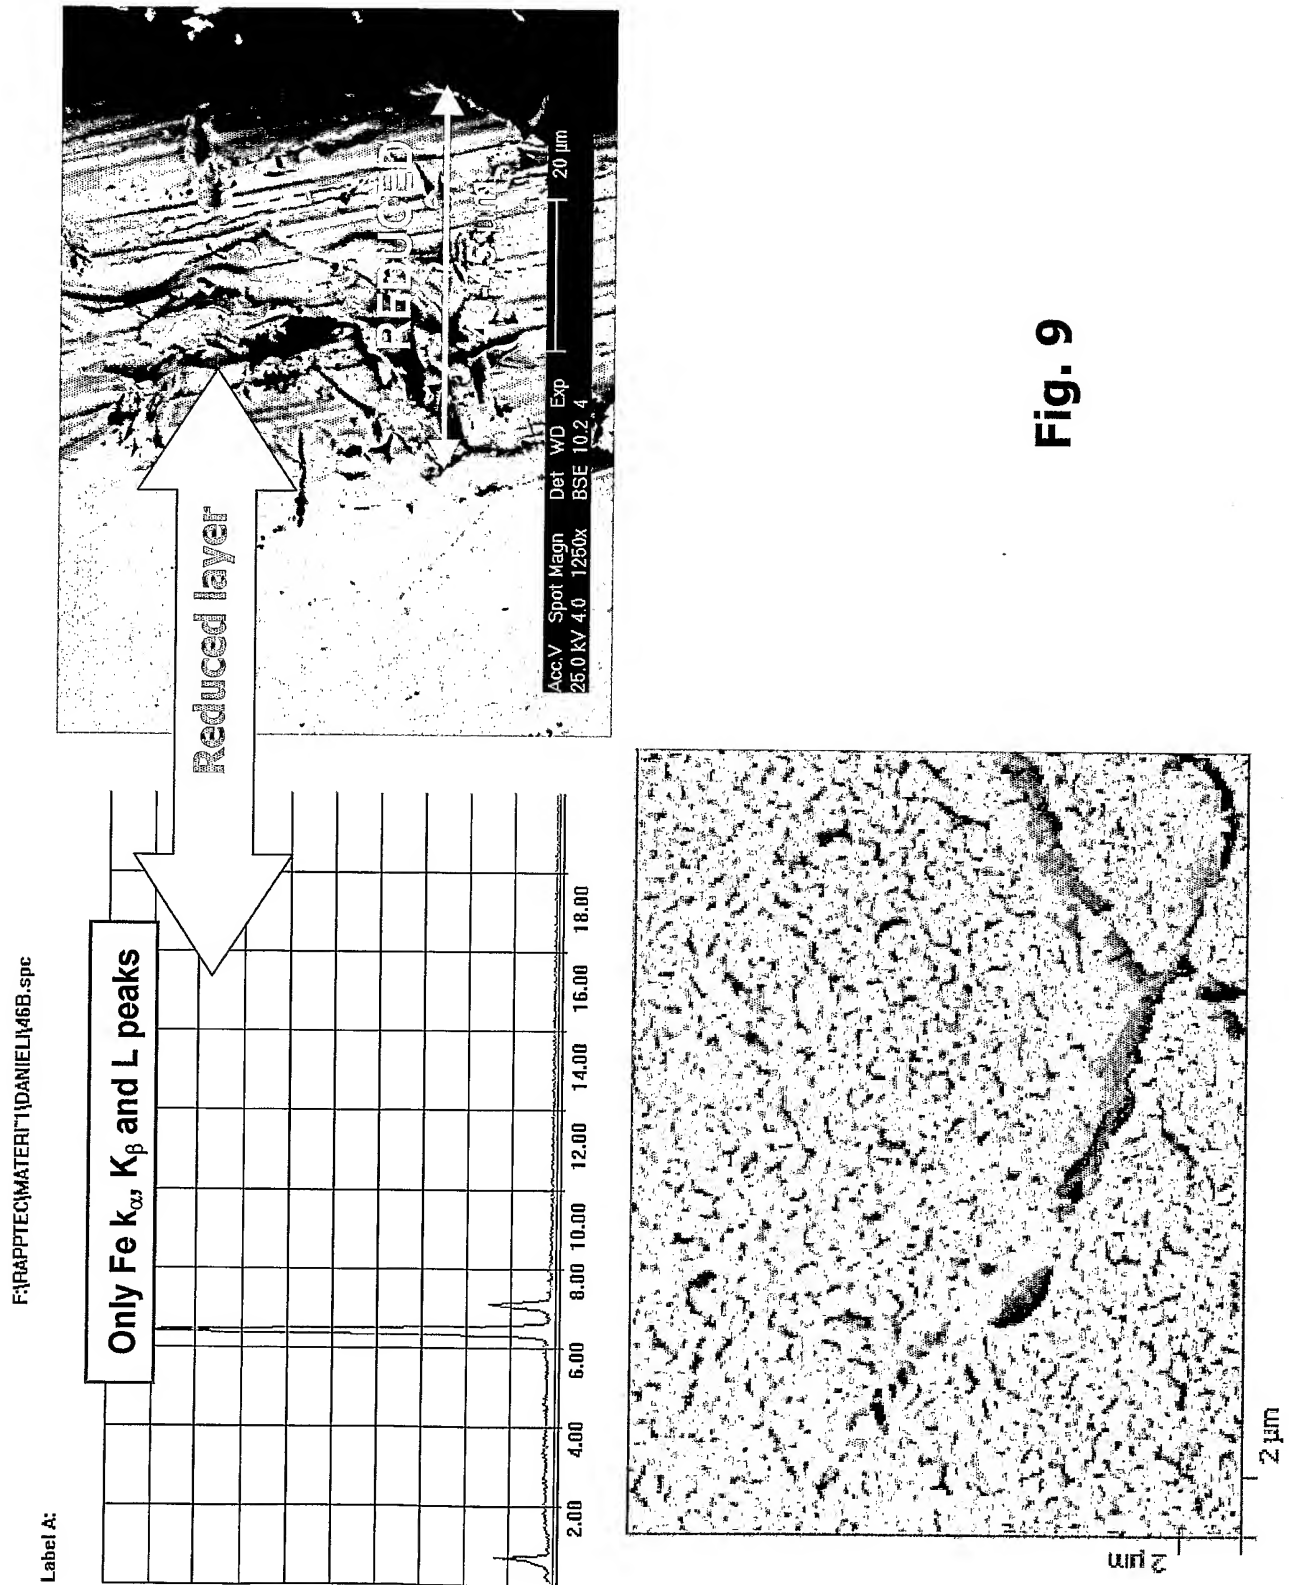 F:\RAPPTEC\MATERI~1\DANIELI\46B.spc
Label A:
Only Fe kα, Kβ and L peaks
2.00 4.00 6.00 8.00 10.00 12.00 14.00 16.00 18.00
Reduced layer
REDUCED
Acc.V Spot Magn Det WD Exp 20 µm
25.0 kV 4.0 1250x BSE 10.2 4
2 µm
2 µm
Fig. 9